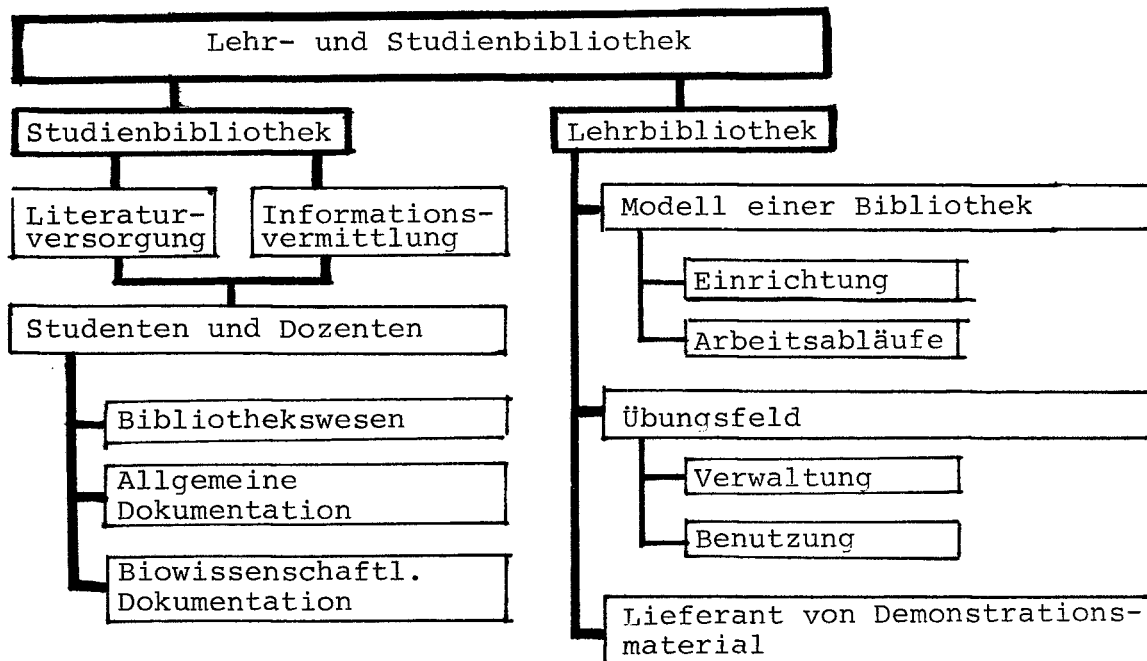 Lehr- und Studienbibliothek
Studienbibliothek
Literatur-
versorgung
Informations-
vermittlung
Studenten und Dozenten
Bibliothekswesen
Allgemeine
Dokumentation
Biowissenschaftl.
Dokumentation
Lehrbibliothek
Modell einer Bibliothek
Einrichtung
Arbeitsabläufe
Übungsfeld
Verwaltung
Benutzung
Lieferant von Demonstrations-
material